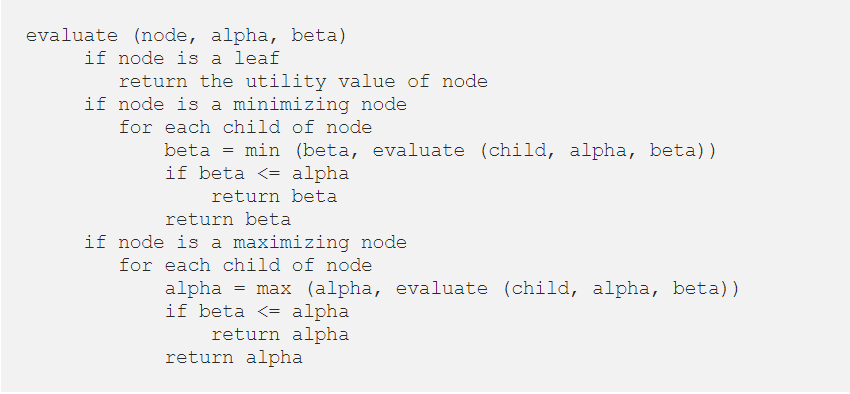 evaluate (node, alpha, beta)
if node is a leaf
return the utility value of node
if node is a minimizing node
for each child of node
beta = min (beta, evaluate (child, alpha, beta))
if beta <= alpha
return beta
return beta
if node is a maximizing node
for each child of node
alpha = max (alpha, evaluate (child, alpha, beta))
if beta <= alpha
return alpha
return alpha